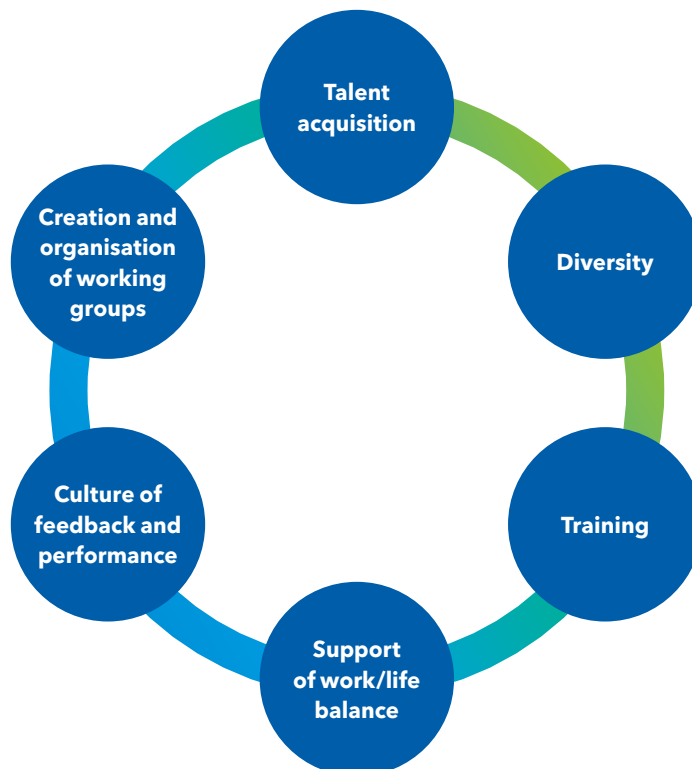 Talent
acquisition
Diversity
Training
Support
of work/life
balance
Culture of
feedback and
performance
Creation and
organisation
of working
groups